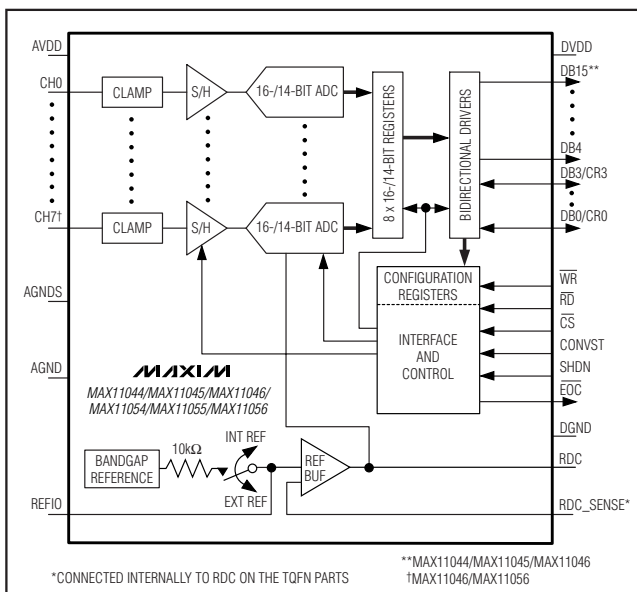 AVDD
DVDD
CH0
CLAMP
S/H
16-/14-BIT ADC
8 x 16-/14-BIT REGISTERS
BIDIRECTIONAL DRIVERS
DB15**
DB4
DB3/CR3
DB0/CR0
CH7†
CLAMP
S/H
16-/14-BIT ADC
AGNDS
AGND
CONFIGURATION
REGISTERS
INTERFACE
AND
CONTROL
WR
RD
CS
CONVST
SHDN
EOC
DGND
MAXIM
MAX11044/MAX11045/MAX11046/
MAX11054/MAX11055/MAX11056
BANDGAP
REFERENCE
10kΩ
INT REF
EXT REF
REF
BUF
RDC
REFIO
RDC_SENSE*
*CONNECTED INTERNALLY TO RDC ON THE TQFN PARTS
**MAX11044/MAX11045/MAX11046
†MAX11046/MAX11056